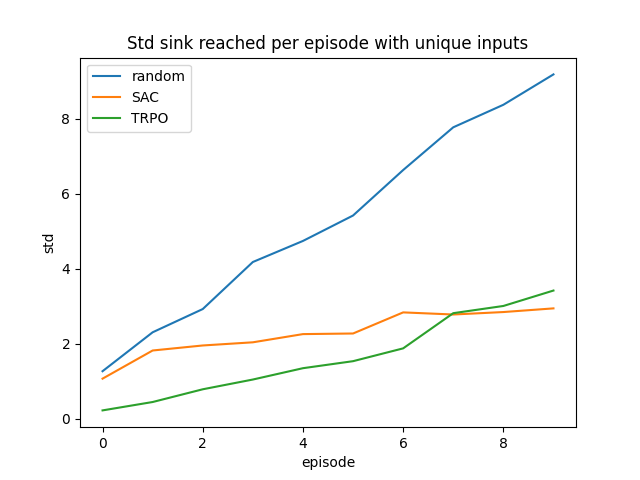 Std sink reached per episode with unique inputs
random
SAC
TRPO
std
8
6
4
2
0
0 2 4 6 8
episode